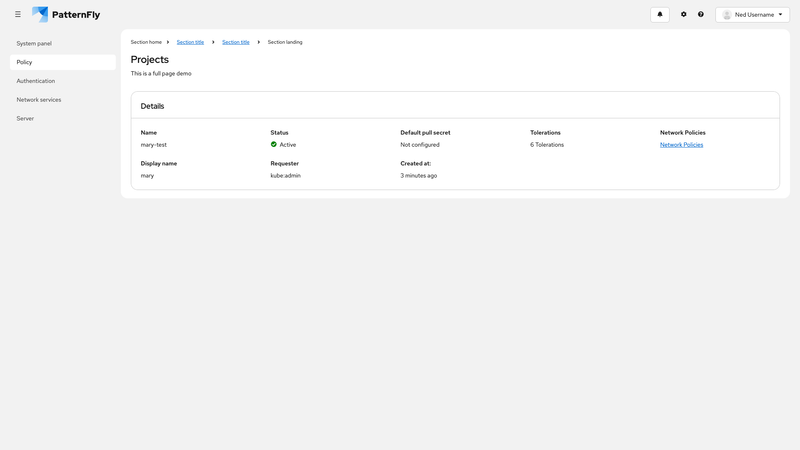 PatternFly
Ned Username
System panel
Policy
Authentication
Network services
Server
Section home
Section title
Section title
Section landing
Projects
This is a full page demo
Details
Name
mary-test
Status
Active
Default pull secret
Not configured
Tolerations
6 Tolerations
Network Policies
Network Policies
Display name
mary
Requester
kube:admin
Created at:
3 minutes ago